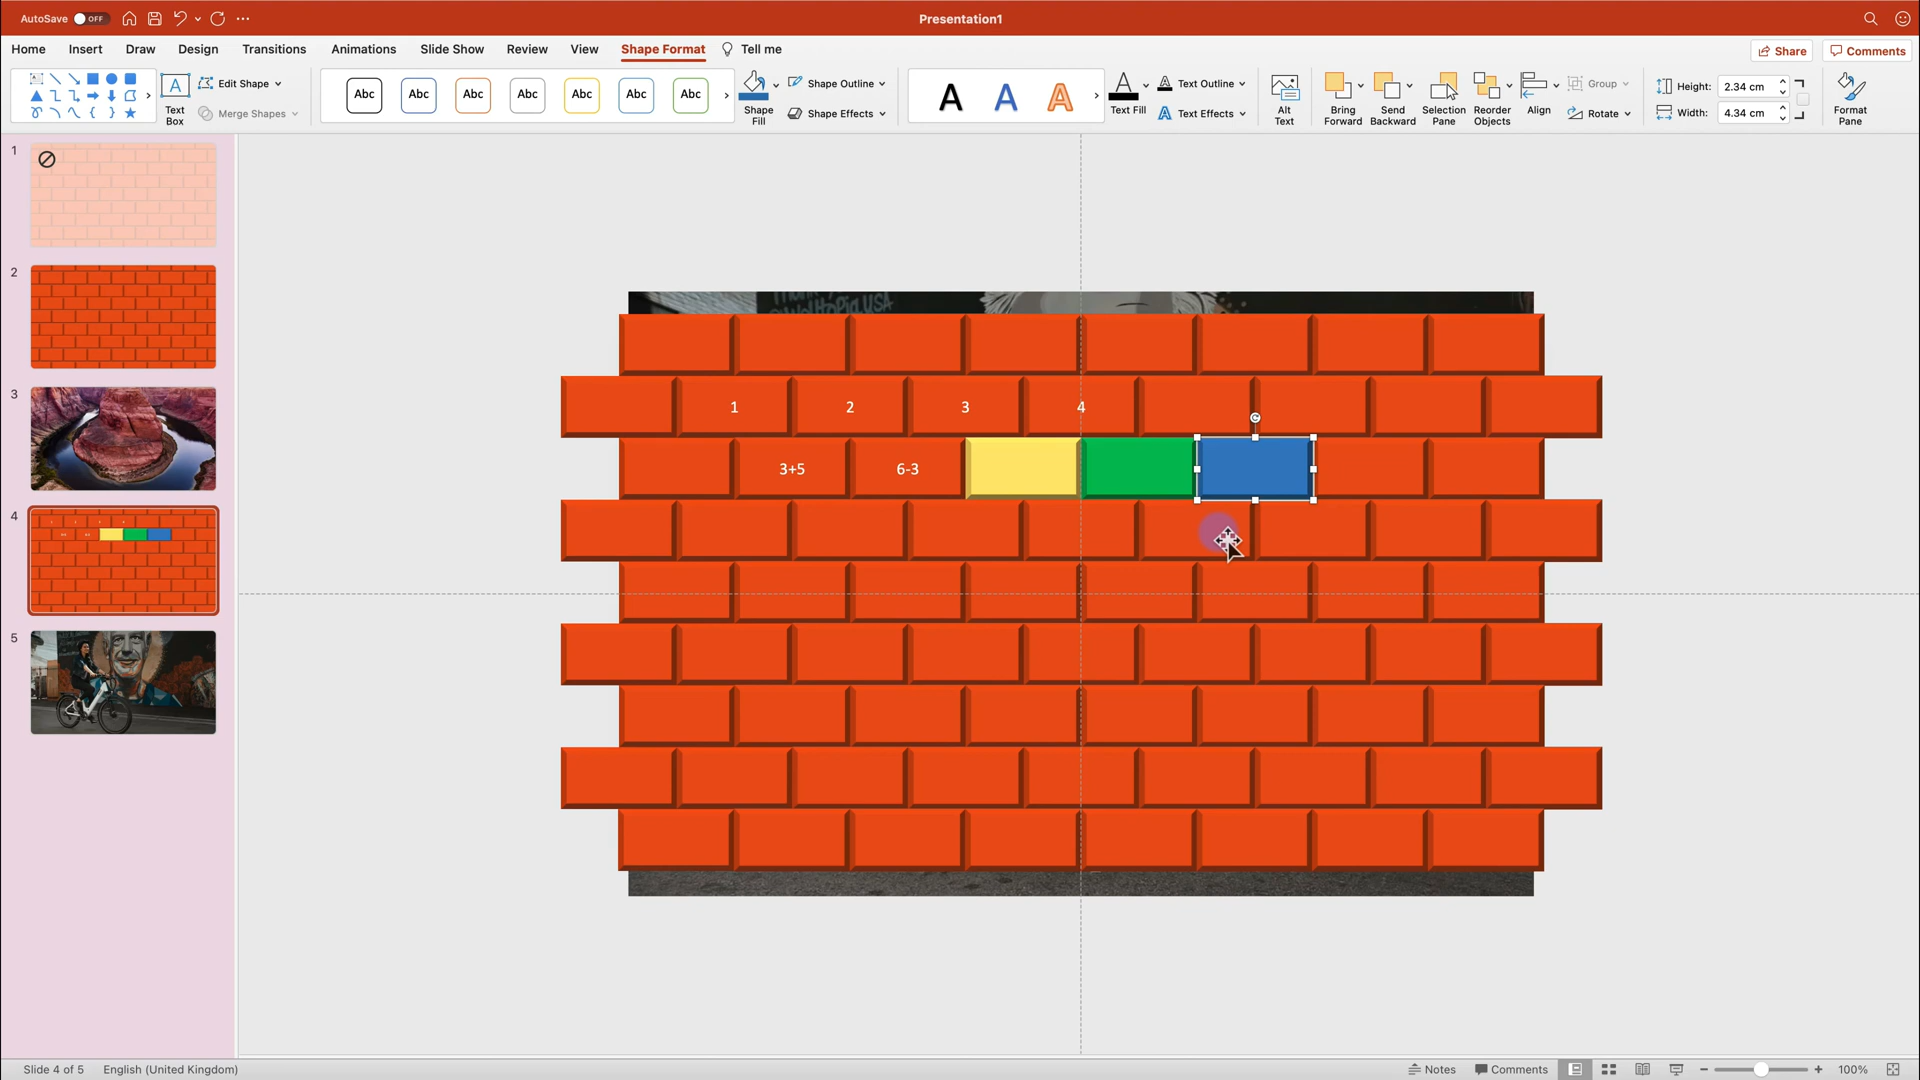 AutoSave OFF
Presentation1
Home Insert Draw Design Transitions Animations Slide Show Review View Shape Format Tell me
Share Comments
Text Box
Edit Shape
Merge Shapes
Abc Abc Abc Abc Abc Abc Abc
Shape Fill
Shape Outline
Shape Effects
A A A
Text Fill
Text Outline
Text Effects
Alt Text
Bring Forward
Send Backward
Selection Pane
Reorder Objects
Align
Group
Rotate
Height: 2.34 cm
Width: 4.34 cm
Format Pane
1
2
3
4
5
1 2 3 4
3+5 6-3
Slide 4 of 5 English (United Kingdom)
Notes Comments 100%